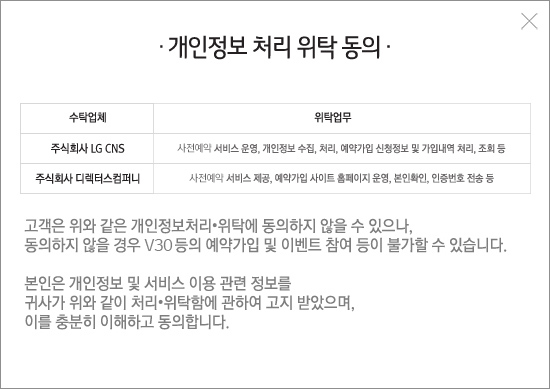 · 개인정보 처리 위탁 동의 ·
수탁업체 위탁업무
주식회사 LG CNS 사전예약 서비스 운영, 개인정보 수집, 처리, 예약가입 신청정보 및 가입내역 처리, 조회 등
주식회사 디렉터스컴퍼니 사전예약 서비스 제공, 예약가입 사이트 홈페이지 운영, 본인확인, 인증번호 전송 등
고객은 위와 같은 개인정보처리•위탁에 동의하지 않을 수 있으나,
동의하지 않을 경우 V30 등의 예약가입 및 이벤트 참여 등이 불가할 수 있습니다.
본인은 개인정보 및 서비스 이용 관련 정보를
귀사가 위와 같이 처리•위탁함에 관하여 고지 받았으며,
이를 충분히 이해하고 동의합니다.